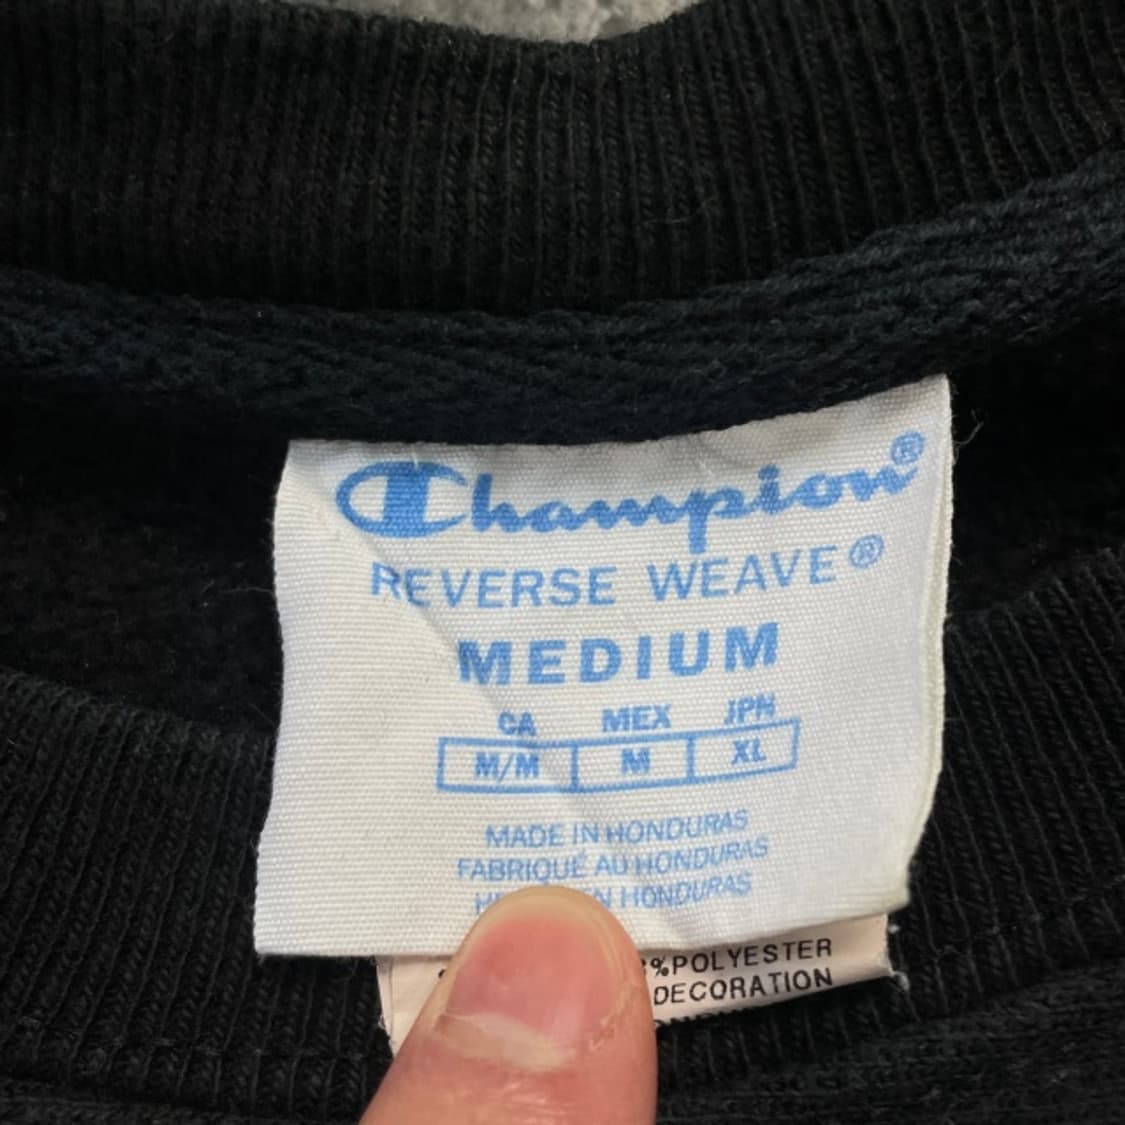 Champion®
REVERSE WEAVE®
MEDIUM
CA MEX JPN
M/M M XL
MADE IN HONDURAS
FABRIQUÉ AU HONDURAS
HONDURAS
%POLYESTER
DECORATION